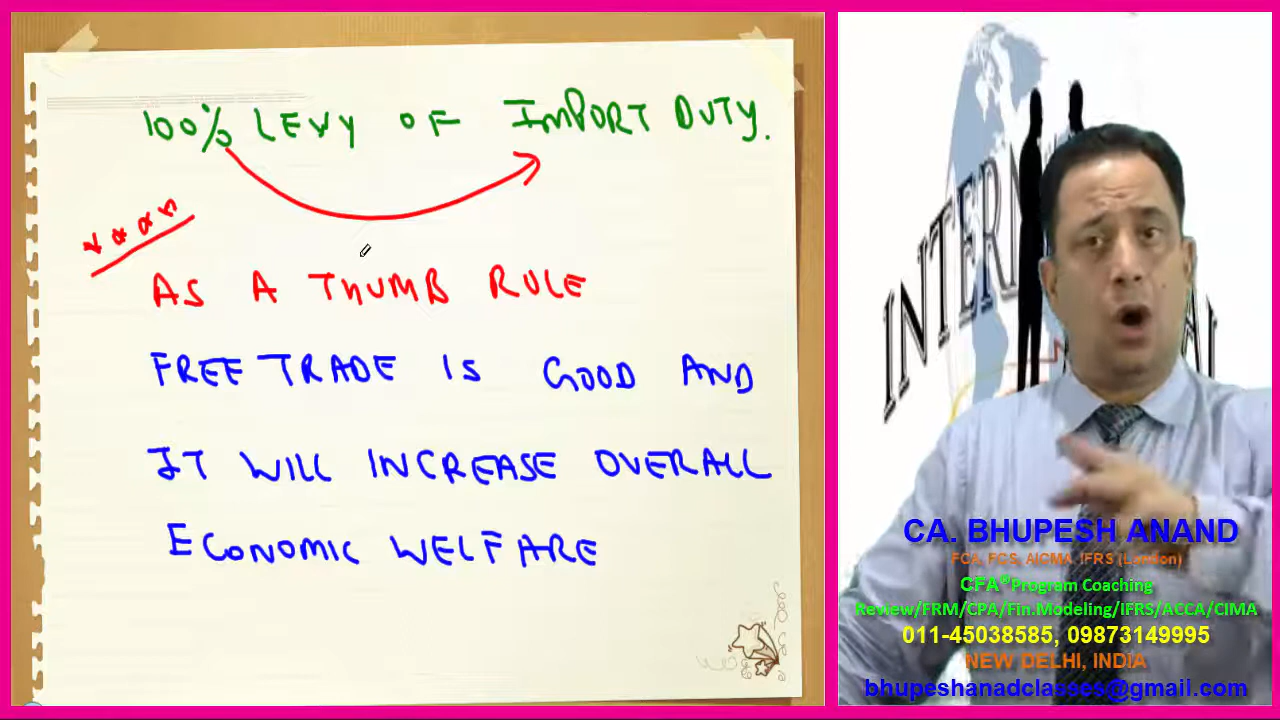 100% LEVY OF IMPORT DUTY.
AS A THUMB RULE
FREE TRADE IS GOOD AND
IT WILL INCREASE OVERALL
ECONOMIC WELFARE
CA. BHUPESH ANAND
FCA, FCS, AICMA, IFRS (London)
CFA® Program Coaching
Review/FRM/CPA/Fin.Modeling/IFRS/ACCA/CIMA
011-45038585, 09873149995
NEW DELHI, INDIA
bhupeshanadclasses@gmail.com